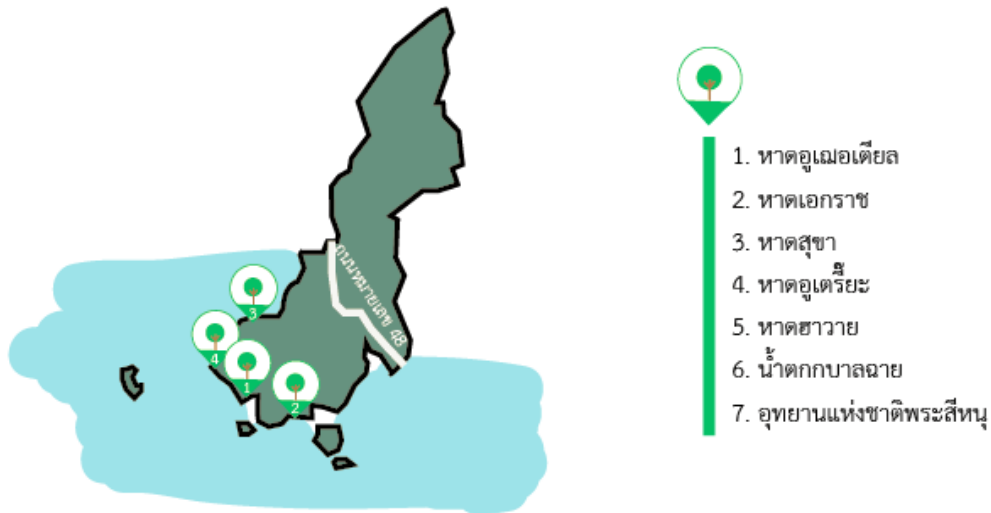 ถนนหมายเลข 48
3
4
1
2
1. หาดอูเฌอเตียล
2. หาดเอกราช
3. หาดสุขา
4. หาดอูเตรี๊ยะ
5. หาดฮาวาย
6. น้ำตกกบาลฉาย
7. อุทยานแห่งชาติพระสีหนุ